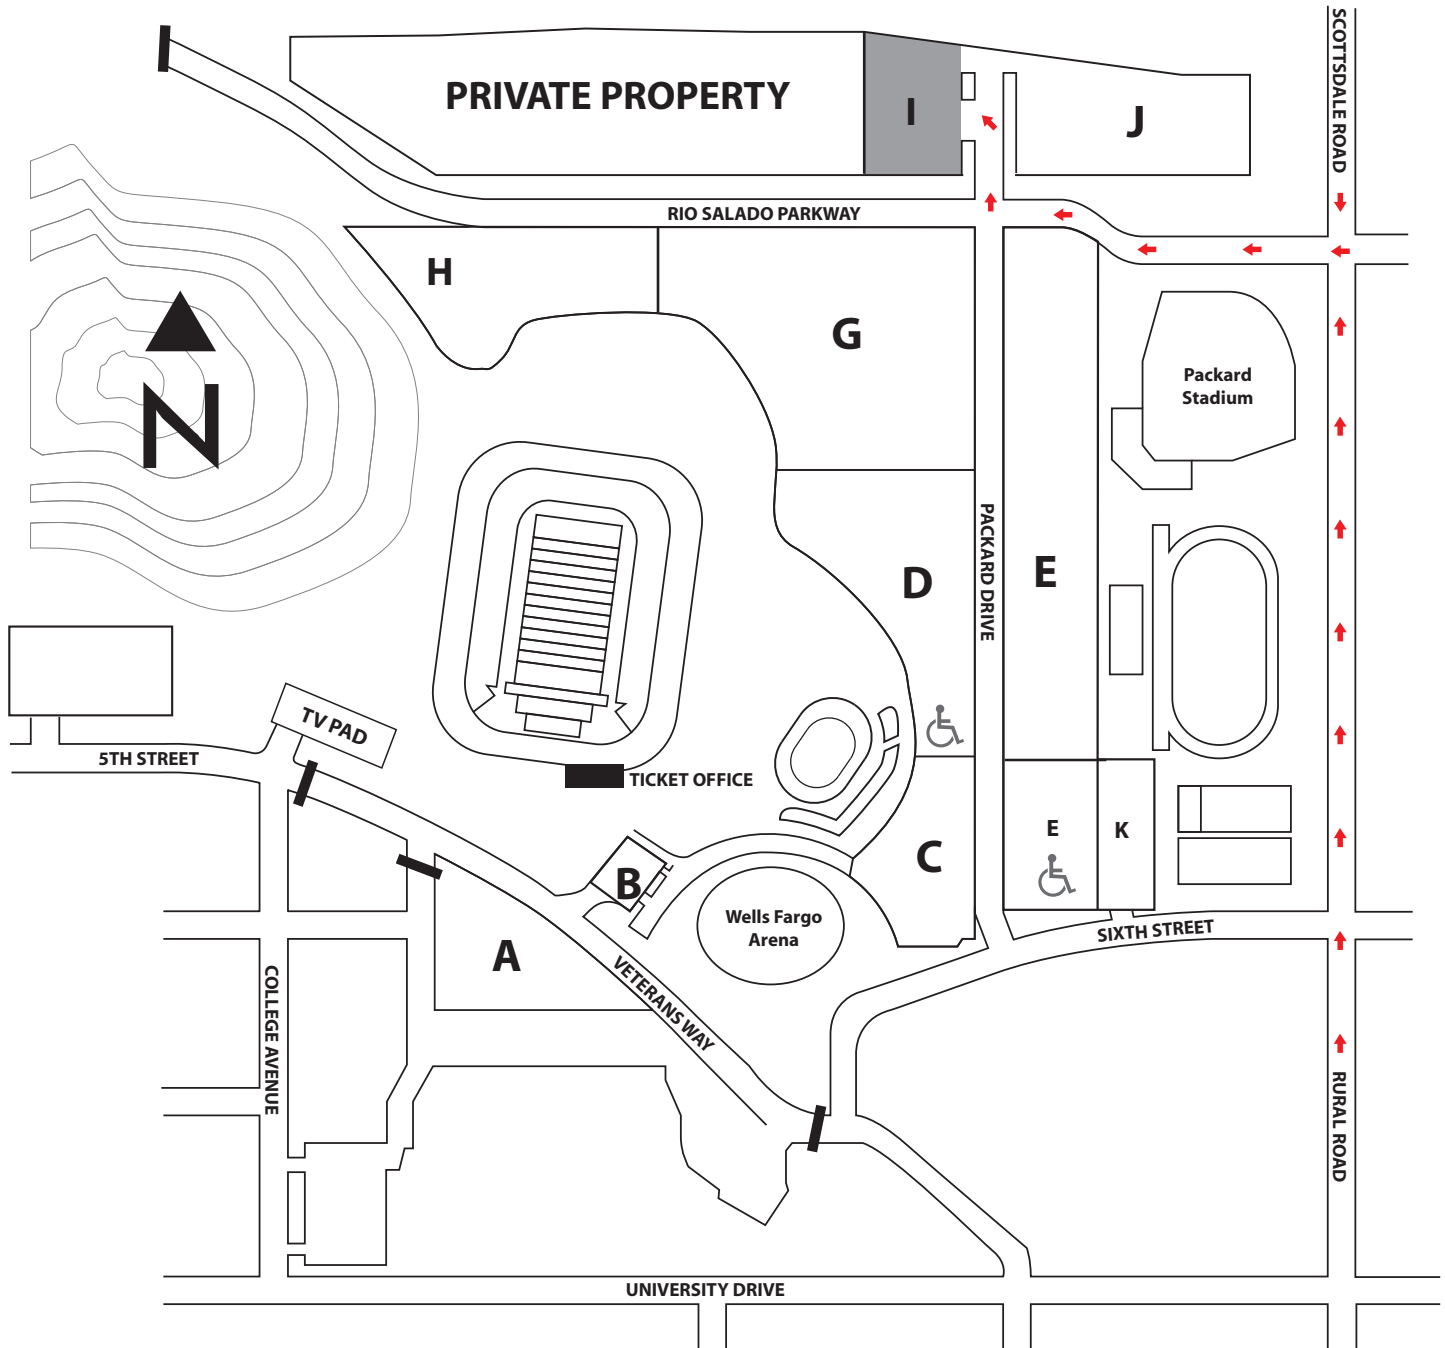 SCOTTSDALE ROAD
PRIVATE PROPERTY
I
J
RIO SALADO PARKWAY
H
G
Packard
Stadium
N
PACKARD DRIVE
D
E
TV PAD
5TH STREET
TICKET OFFICE
E
K
C
B
Wells Fargo
Arena
SIXTH STREET
A
VETERANS WAY
COLLEGE AVENUE
RURAL ROAD
UNIVERSITY DRIVE